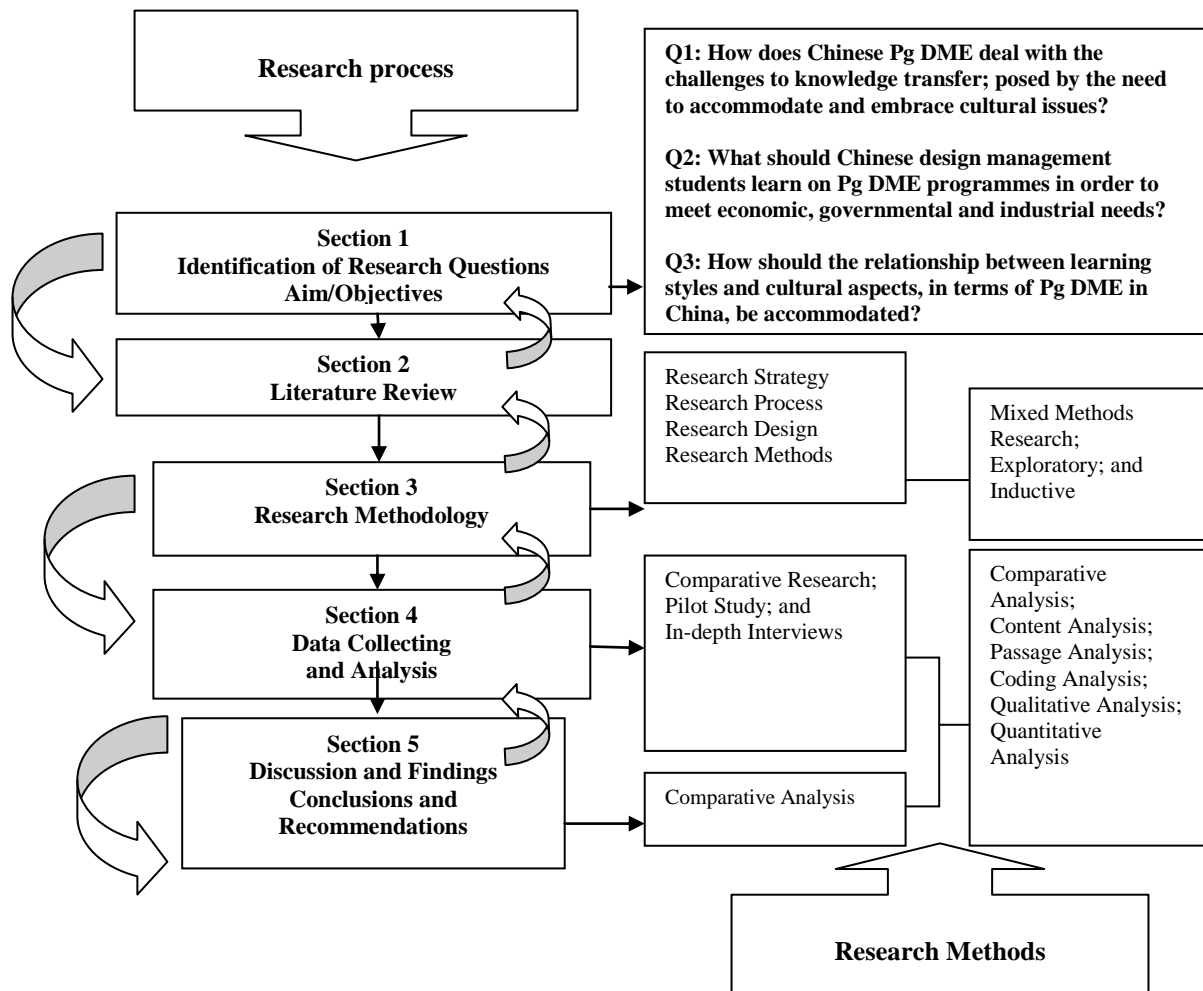 Research process
Q1: How does Chinese Pg DME deal with the
challenges to knowledge transfer; posed by the need
to accommodate and embrace cultural issues?
Q2: What should Chinese design management
students learn on Pg DME programmes in order to
meet economic, governmental and industrial needs?
Q3: How should the relationship between learning
styles and cultural aspects, in terms of Pg DME in
China, be accommodated?
Section 1
Identification of Research Questions
Aim/Objectives
Section 2
Literature Review
Research Strategy
Research Process
Research Design
Research Methods
Mixed Methods
Research;
Exploratory; and
Inductive
Section 3
Research Methodology
Section 4
Data Collecting
and Analysis
Comparative Research;
Pilot Study; and
In-depth Interviews
Comparative
Analysis;
Content Analysis;
Passage Analysis;
Coding Analysis;
Qualitative Analysis;
Quantitative
Analysis
Section 5
Discussion and Findings
Conclusions and
Recommendations
Comparative Analysis
Research Methods